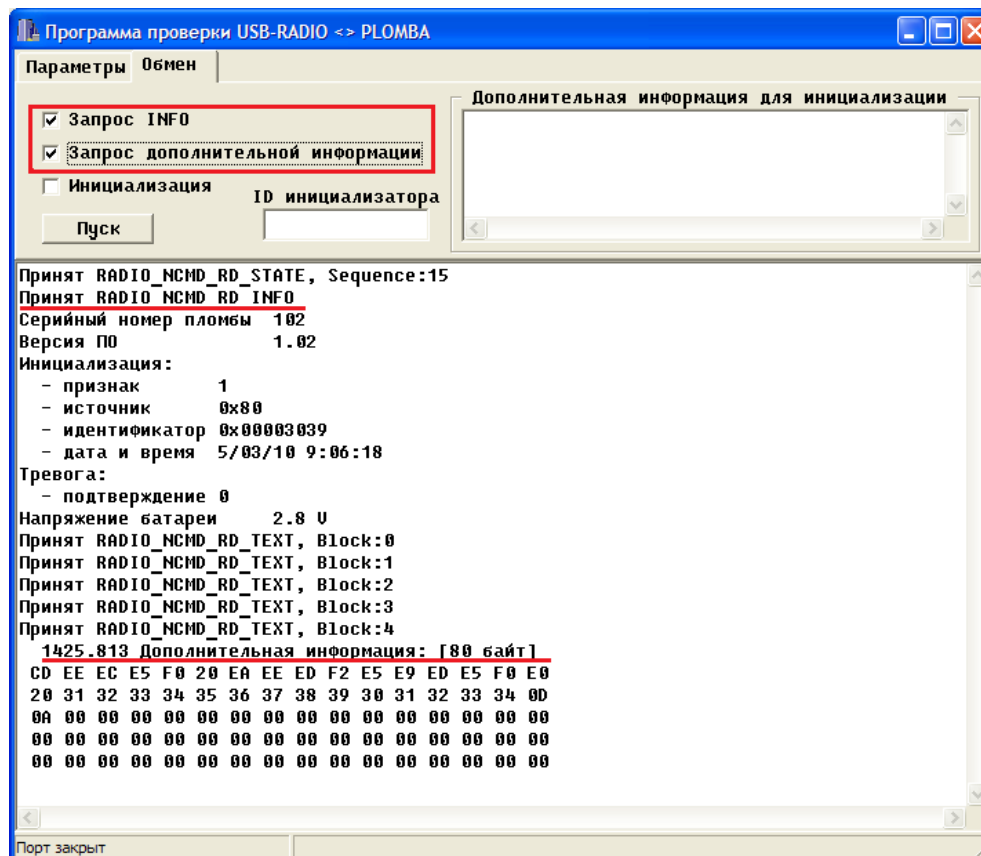 Программа проверки USB-RADIO <> PLOMBA
Параметры Обмен
Запрос INFO
Запрос дополнительной информации
Инициализация
ID инициализатора
Пуск
Дополнительная информация для инициализации
Принят RADIO_NCMD_RD_STATE, Sequence:15
Принят RADIO_NCMD_RD_INFO
Серийный номер пломбы 102
Версия ПО 1.02
Инициализация:
- признак 1
- источник 0x80
- идентификатор 0x00003039
- дата и время 5/03/10 9:06:18
Тревога:
- подтверждение 0
Напряжение батареи 2.8 V
Принят RADIO_NCMD_RD_TEXT, Block:0
Принят RADIO_NCMD_RD_TEXT, Block:1
Принят RADIO_NCMD_RD_TEXT, Block:2
Принят RADIO_NCMD_RD_TEXT, Block:3
Принят RADIO_NCMD_RD_TEXT, Block:4
1425.813 Дополнительная информация: [80 байт]
CD EE EC E5 F0 20 EA EE ED F2 E5 E9 ED E5 F0 E0
20 31 32 33 34 35 36 37 38 39 30 31 32 33 34 0D
0A 00 00 00 00 00 00 00 00 00 00 00 00 00 00 00
00 00 00 00 00 00 00 00 00 00 00 00 00 00 00 00
00 00 00 00 00 00 00 00 00 00 00 00 00 00 00 00
Порт закрыт